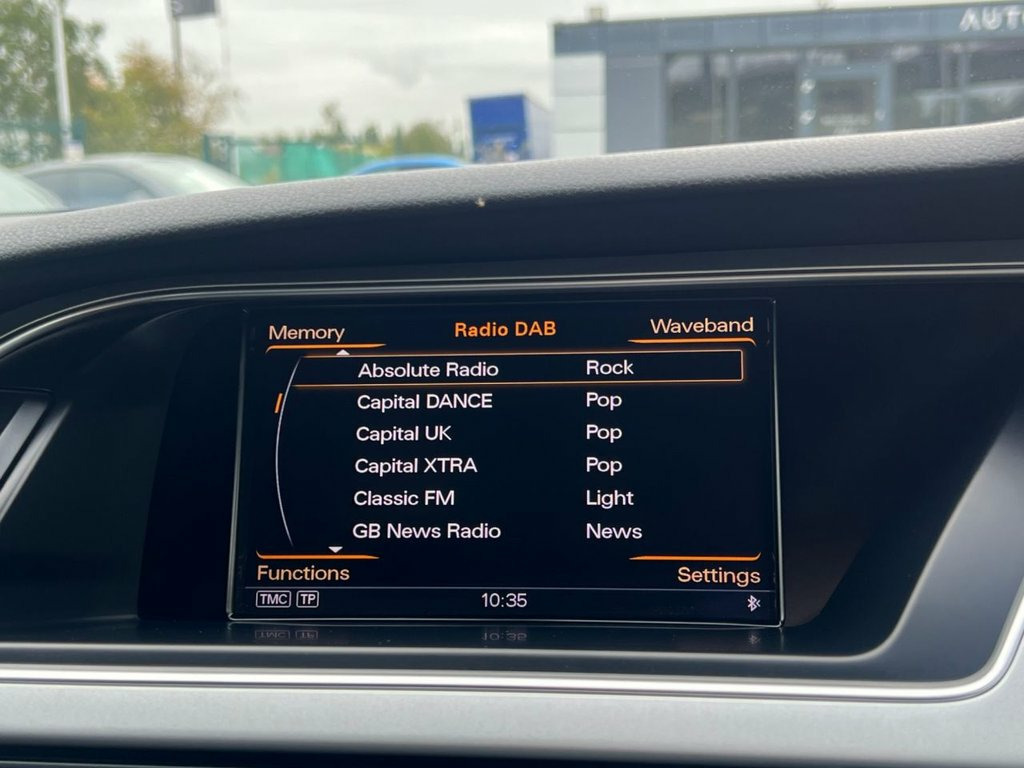 Memory Radio DAB Waveband
Absolute Radio Rock
Capital DANCE Pop
Capital UK Pop
Capital XTRA Pop
Classic FM Light
GB News Radio News
Functions Settings
TMC TP 10:35